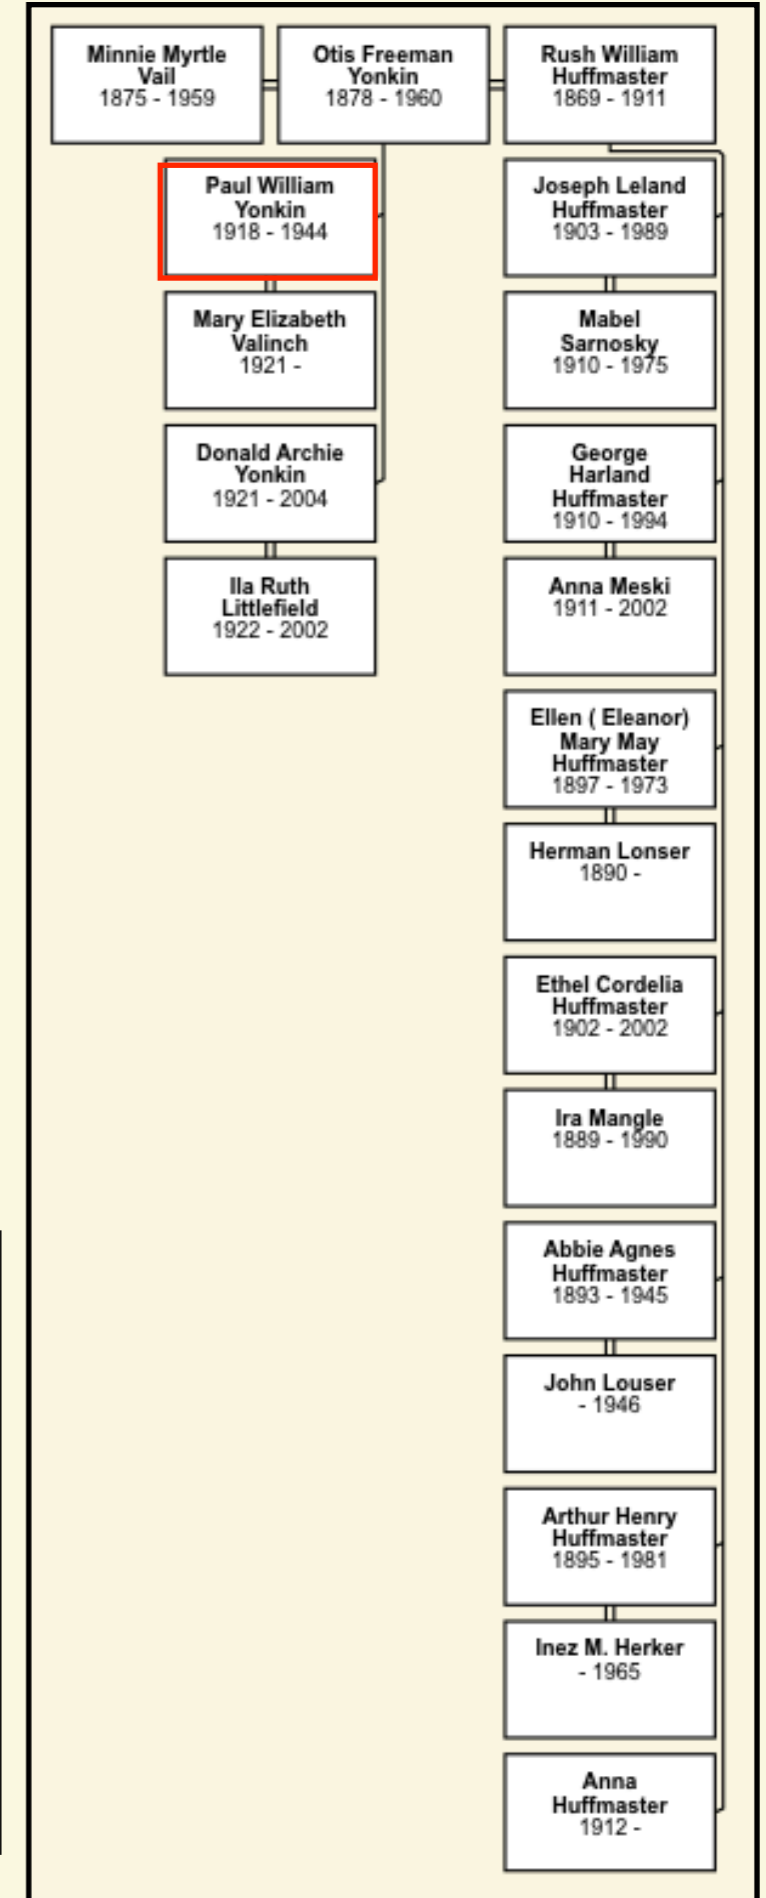 Minnie Myrtle
Vail
1875 - 1959
Otis Freeman
Yonkin
1878 - 1960
Rush William
Huffmaster
1869 - 1911
Paul William
Yonkin
1918 - 1944
Mary Elizabeth
Valinch
1921 -
Donald Archie
Yonkin
1921 - 2004
Ila Ruth
Littlefield
1922 - 2002
Joseph Leland
Huffmaster
1903 - 1989
Mabel
Sarnosky
1910 - 1975
George
Harland
Huffmaster
1910 - 1994
Anna Meski
1911 - 2002
Ellen ( Eleanor)
Mary May
Huffmaster
1897 - 1973
Herman Lonser
1890 -
Ethel Cordelia
Huffmaster
1902 - 2002
Ira Mangle
1889 - 1990
Abbie Agnes
Huffmaster
1893 - 1945
John Louser
- 1946
Arthur Henry
Huffmaster
1895 - 1981
Inez M. Herker
- 1965
Anna
Huffmaster
1912 -